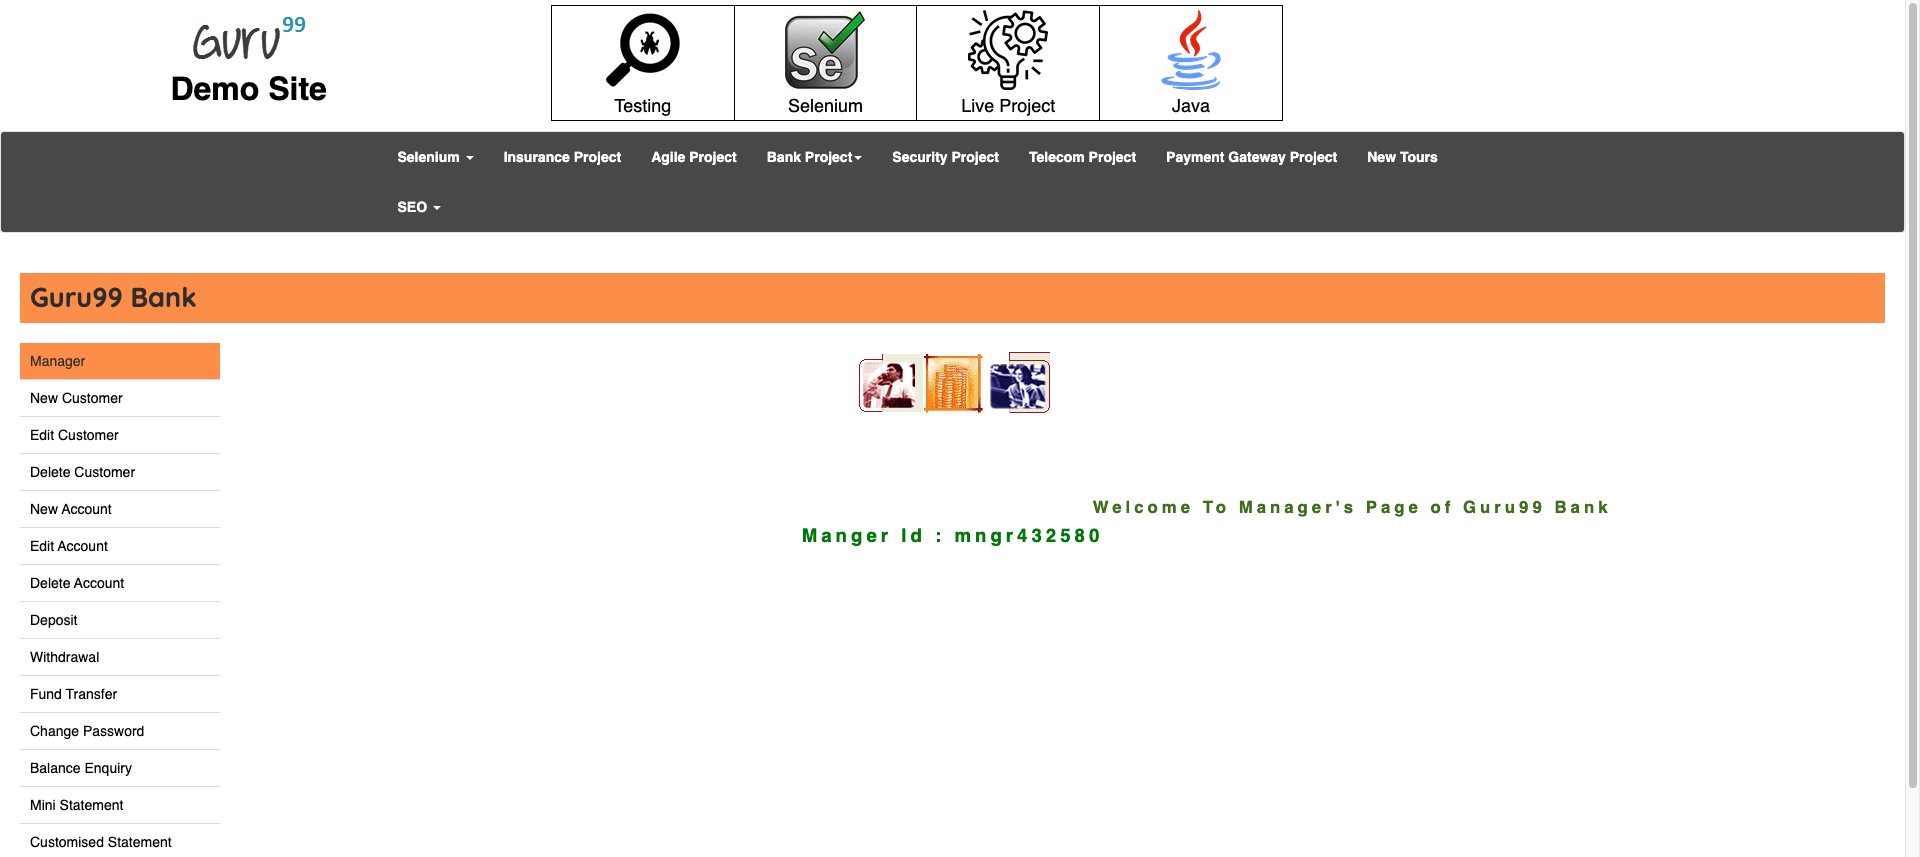 Guru99
Demo Site
Testing
Se
Selenium
Live Project
Java
Selenium
Insurance Project
Agile Project
Bank Project
Security Project
Telecom Project
Payment Gateway Project
New Tours
SEO
Guru99 Bank
Manager
New Customer
Edit Customer
Delete Customer
New Account
Edit Account
Delete Account
Deposit
Withdrawal
Fund Transfer
Change Password
Balance Enquiry
Mini Statement
Customised Statement
Welcome To Manager's Page of Guru99 Bank
Manger Id : mngr432580